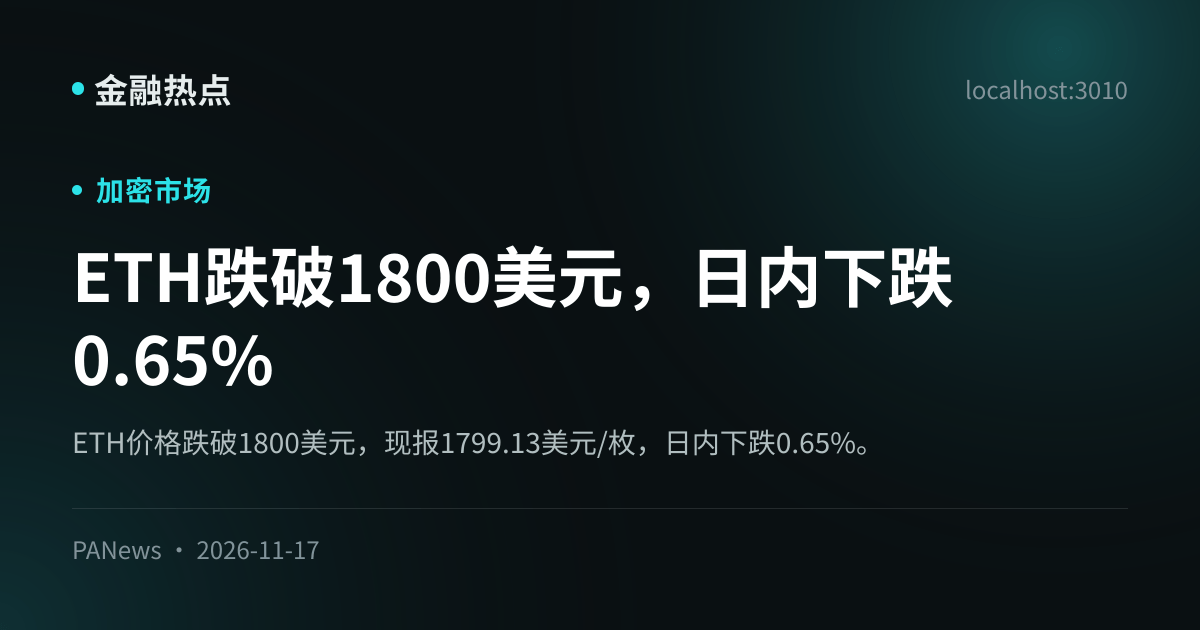 金融热点
localhost:3010
加密市场
ETH跌破1800美元，日内下跌
0.65%
ETH价格跌破1800美元，现报1799.13美元/枚，日内下跌0.65%。
PANews • 2026-11-17